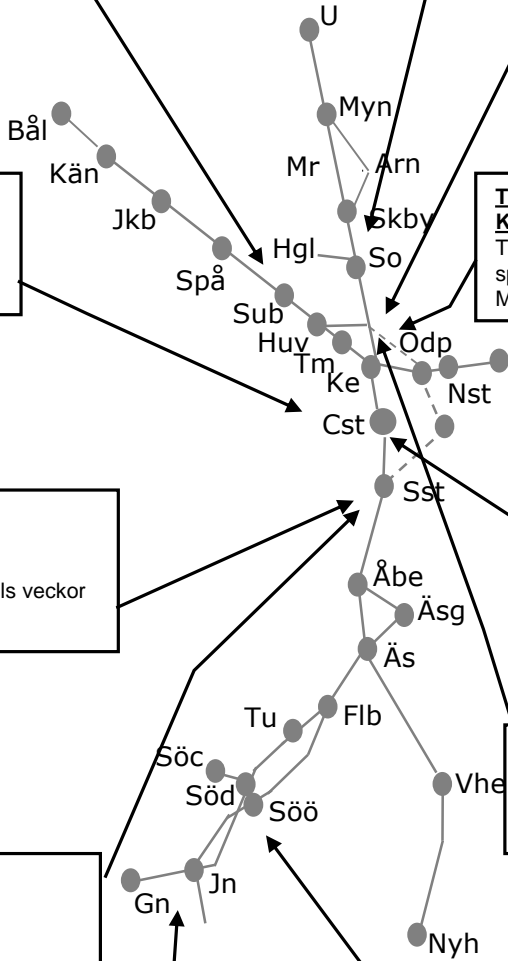 U
Myn
Bål
Mr
Arn
Kän
Jkb
Skby
T
K
T
sp
M
Hgl
So
Spå
Sub
Huv
Odp
Tm
Ke
Nst
Cst
Sst
ls veckor
Åbe
Äsg
Äs
Tu
Flb
Söc
Söd
Söö
Vhe
Jn
Gn
Nyh